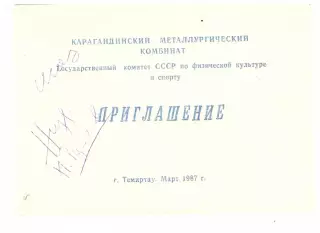 КАРАГАНДИНСКИЙ МЕТАЛЛУРГИЧЕСКИЙ
КОМБИНАТ
Государственный комитет СССР по физической культуре
и спорту
ПРИГЛАШЕНИЕ
г. Темиртау. Март 1987 г.